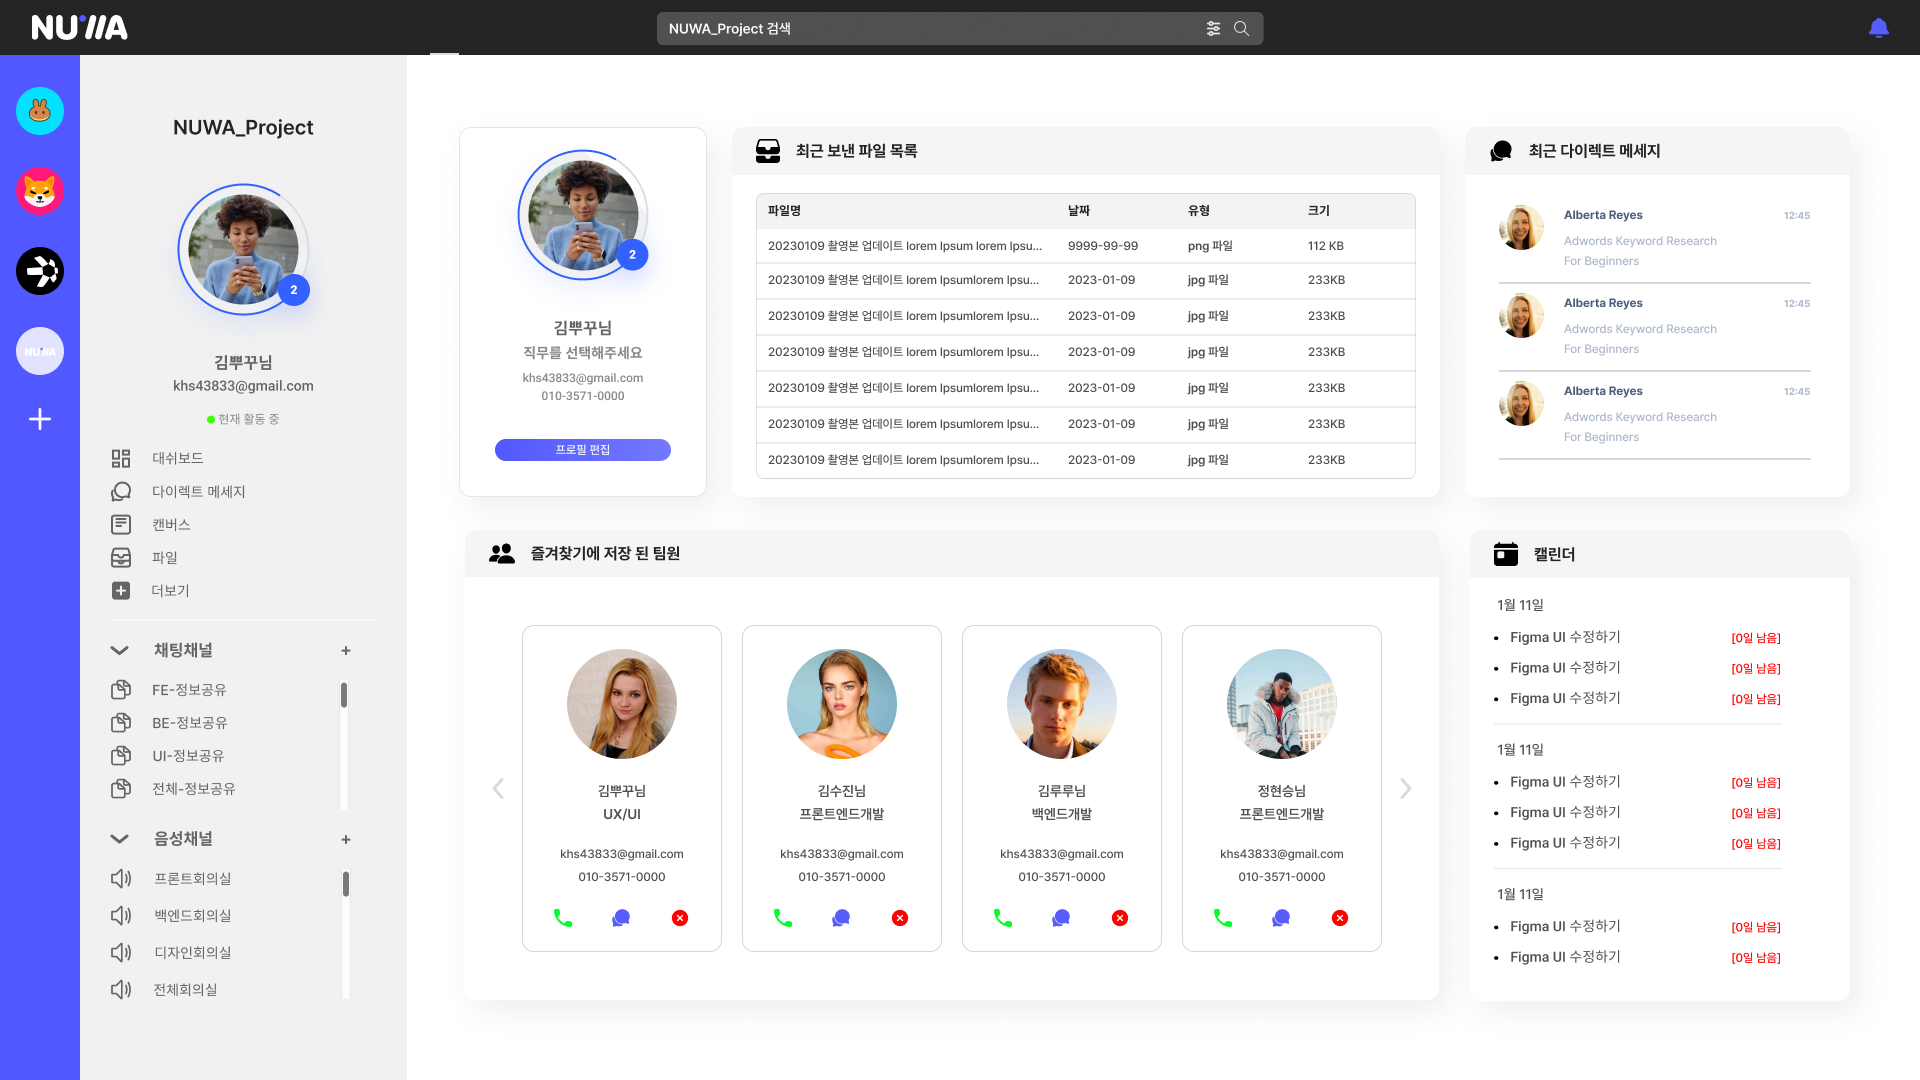 NUWA
NUWA_Project 검색
NUWA
NUWA_Project
2
김뿌꾸님
khs43833@gmail.com
현재 활동 중
대쉬보드
다이렉트 메세지
캔버스
파일
더보기
채팅채널 +
FE-정보공유
BE-정보공유
UI-정보공유
전체-정보공유
음성채널 +
프론트회의실
백엔드회의실
디자인회의실
전체회의실
2
김뿌꾸님
직무를 선택해주세요
khs43833@gmail.com
010-3571-0000
프로필 편집
최근 보낸 파일 목록
파일명 날짜 유형 크기
20230109 촬영본 업데이트 lorem Ipsum lorem Ipsu... 9999-99-99 png 파일 112 KB
20230109 촬영본 업데이트 lorem Ipsumlorem Ipsu... 2023-01-09 jpg 파일 233KB
20230109 촬영본 업데이트 lorem Ipsumlorem Ipsu... 2023-01-09 jpg 파일 233KB
20230109 촬영본 업데이트 lorem Ipsumlorem Ipsu... 2023-01-09 jpg 파일 233KB
20230109 촬영본 업데이트 lorem Ipsumlorem Ipsu... 2023-01-09 jpg 파일 233KB
20230109 촬영본 업데이트 lorem Ipsumlorem Ipsu... 2023-01-09 jpg 파일 233KB
20230109 촬영본 업데이트 lorem Ipsumlorem Ipsu... 2023-01-09 jpg 파일 233KB
최근 다이렉트 메세지
Alberta Reyes 12:45
Adwords Keyword Research
For Beginners
Alberta Reyes 12:45
Adwords Keyword Research
For Beginners
Alberta Reyes 12:45
Adwords Keyword Research
For Beginners
즐겨찾기에 저장 된 팀원
김뿌꾸님
UX/UI
khs43833@gmail.com
010-3571-0000
김수진님
프론트엔드개발
khs43833@gmail.com
010-3571-0000
김루루님
백엔드개발
khs43833@gmail.com
010-3571-0000
정현승님
프론트엔드개발
khs43833@gmail.com
010-3571-0000
캘린더
1월 11일
• Figma UI 수정하기 [0일 남음]
• Figma UI 수정하기 [0일 남음]
• Figma UI 수정하기 [0일 남음]
1월 11일
• Figma UI 수정하기 [0일 남음]
• Figma UI 수정하기 [0일 남음]
• Figma UI 수정하기 [0일 남음]
1월 11일
• Figma UI 수정하기 [0일 남음]
• Figma UI 수정하기 [0일 남음]